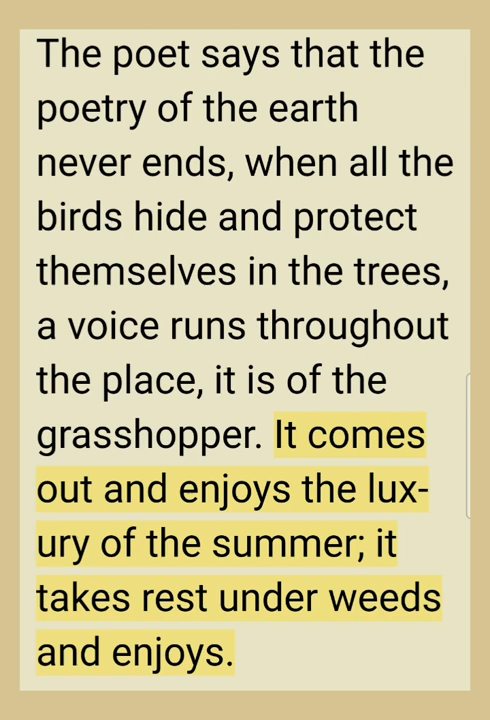 The poet says that the
poetry of the earth
never ends, when all the
birds hide and protect
themselves in the trees,
a voice runs throughout
the place, it is of the
grasshopper. It comes
out and enjoys the lux-
ury of the summer; it
takes rest under weeds
and enjoys.